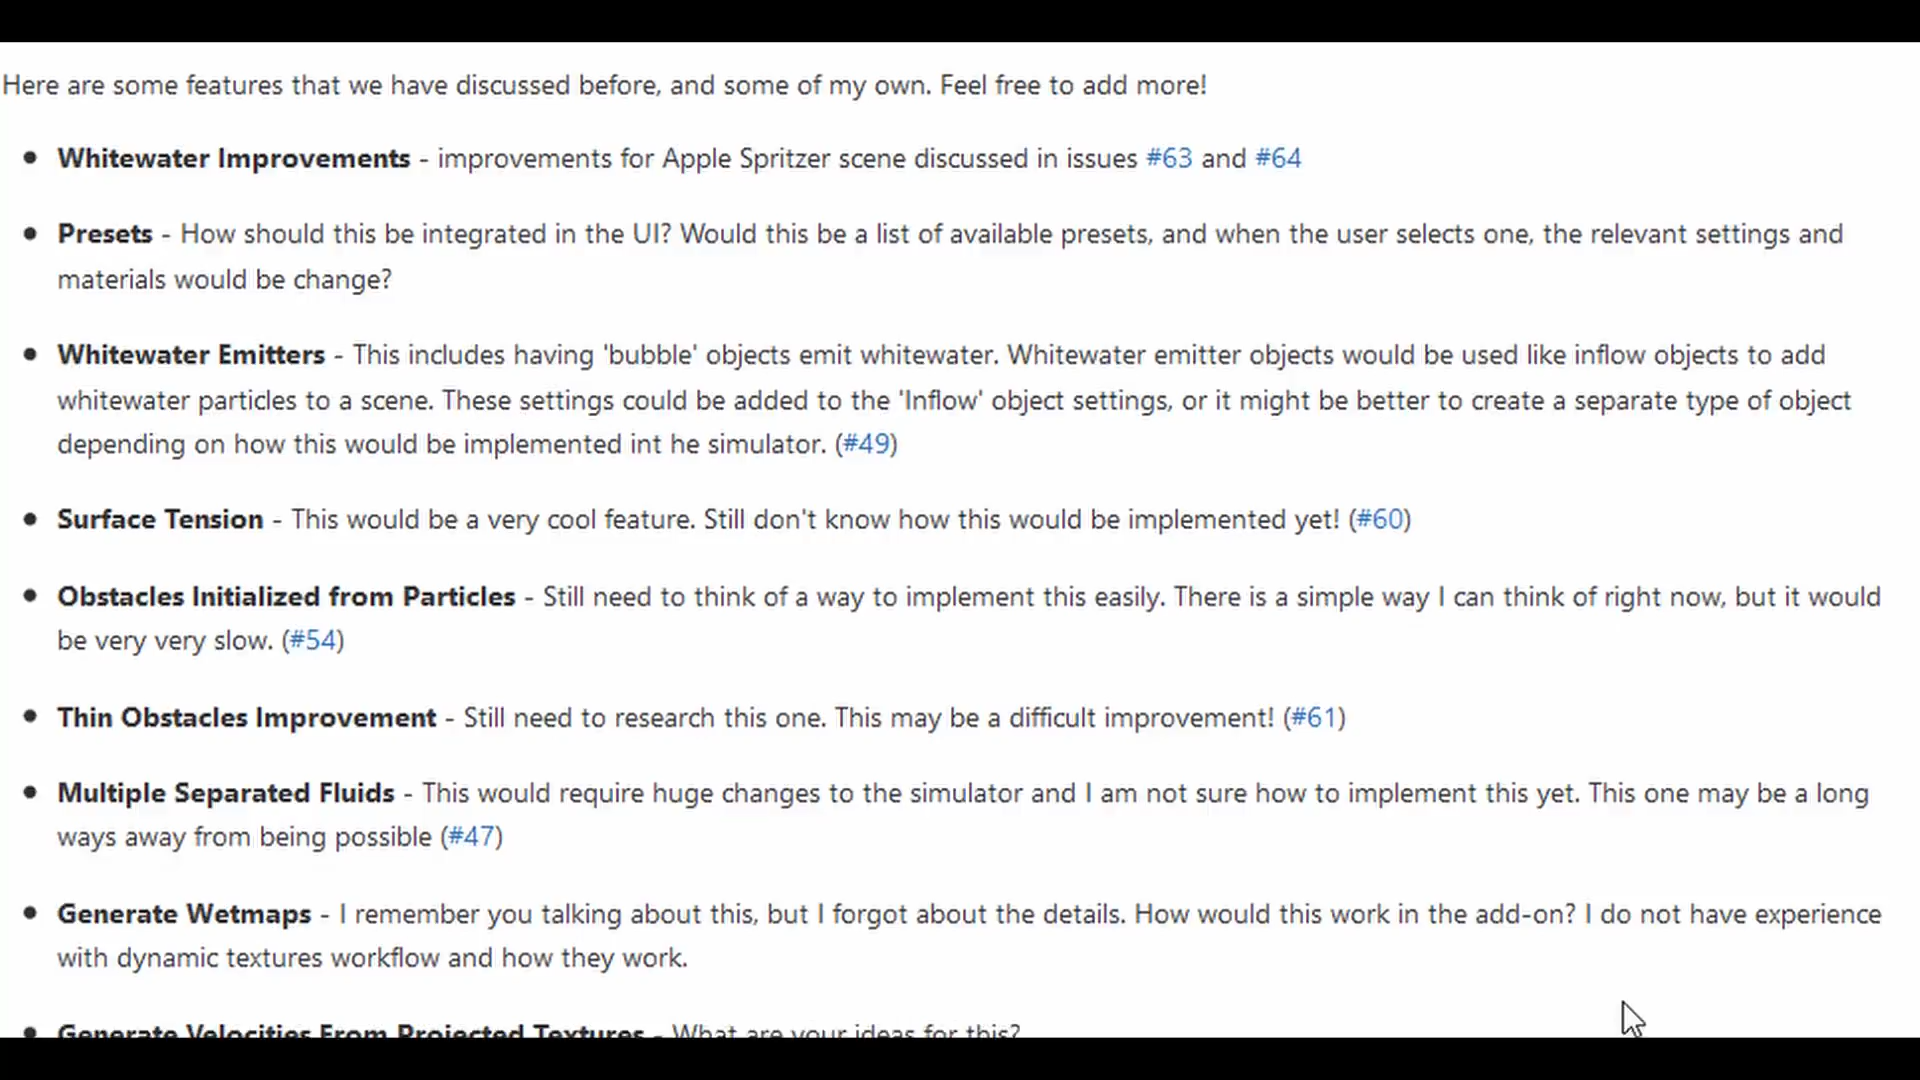 Here are some features that we have discussed before, and some of my own. Feel free to add more!
• Whitewater Improvements - improvements for Apple Spritzer scene discussed in issues #63 and #64
• Presets - How should this be integrated in the UI? Would this be a list of available presets, and when the user selects one, the relevant settings and
materials would be change?
• Whitewater Emitters - This includes having 'bubble' objects emit whitewater. Whitewater emitter objects would be used like inflow objects to add
whitewater particles to a scene. These settings could be added to the 'Inflow' object settings, or it might be better to create a separate type of object
depending on how this would be implemented int he simulator. (#49)
• Surface Tension - This would be a very cool feature. Still don't know how this would be implemented yet! (#60)
• Obstacles Initialized from Particles - Still need to think of a way to implement this easily. There is a simple way I can think of right now, but it would
be very very slow. (#54)
• Thin Obstacles Improvement - Still need to research this one. This may be a difficult improvement! (#61)
• Multiple Separated Fluids - This would require huge changes to the simulator and I am not sure how to implement this yet. This one may be a long
ways away from being possible (#47)
• Generate Wetmaps - I remember you talking about this, but I forgot about the details. How would this work in the add-on? I do not have experience
with dynamic textures workflow and how they work.
• Generate Velocities From Projected Textures - What are your ideas for this?